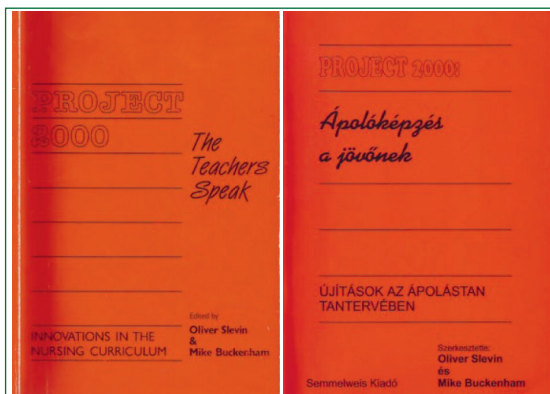 PROJECT
2000
The
Teachers
Speak
INNOVATIONS IN THE
NURSING CURRICULUM
Edited by
Oliver Slevin
&
Mike Buckenham
PROJECT 2000:
Ápolóképzés
a jövőnek
ÚJÍTÁSOK AZ ÁPOLÁSTAN
TANTERVÉBEN
Szerkesztette:
Oliver Slevin
és
Mike Buckenham
Semmelweis Kiadó